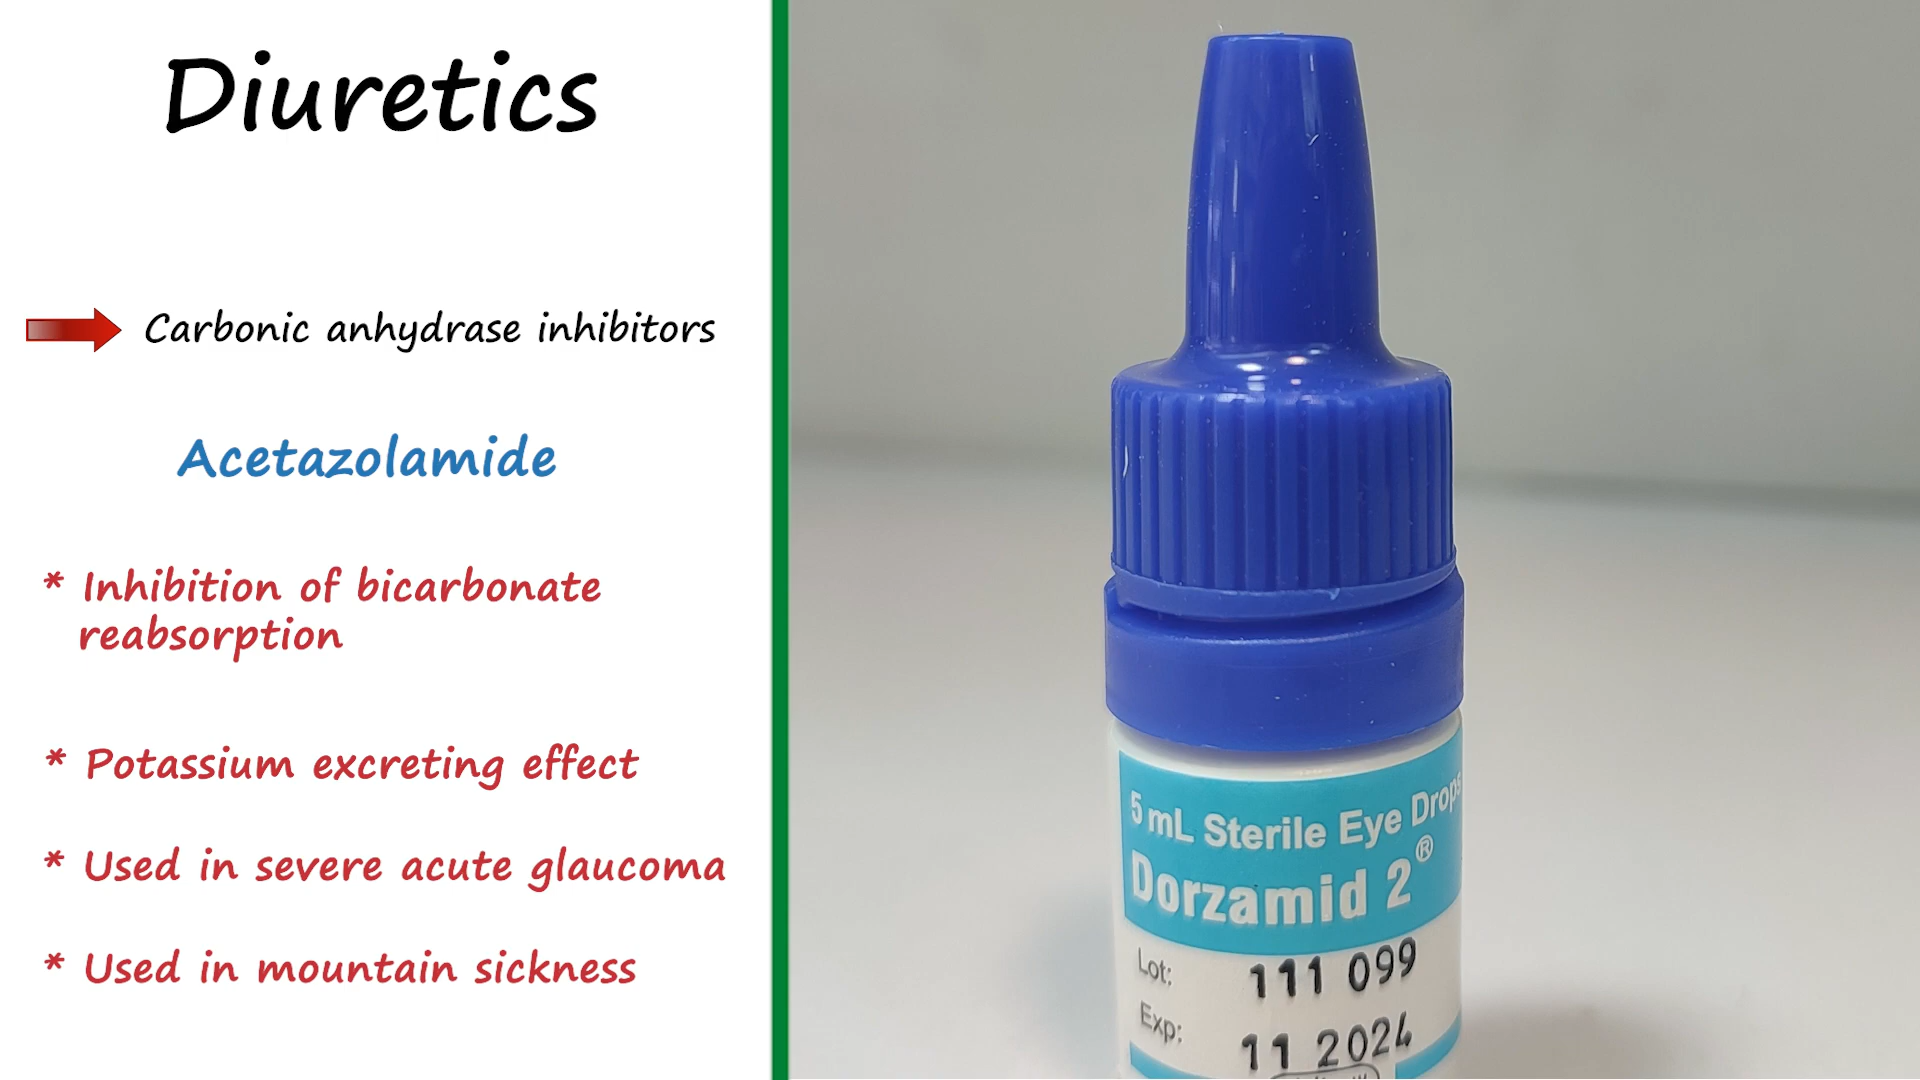 Diuretics
Carbonic anhydrase inhibitors
Acetazolamide
* Inhibition of bicarbonate
reabsorption
* Potassium excreting effect
* Used in severe acute glaucoma
* Used in mountain sickness
5 mL Sterile Eye Drops
Dorzamid 2®
Lot: 111 099
Exp: 11 2024